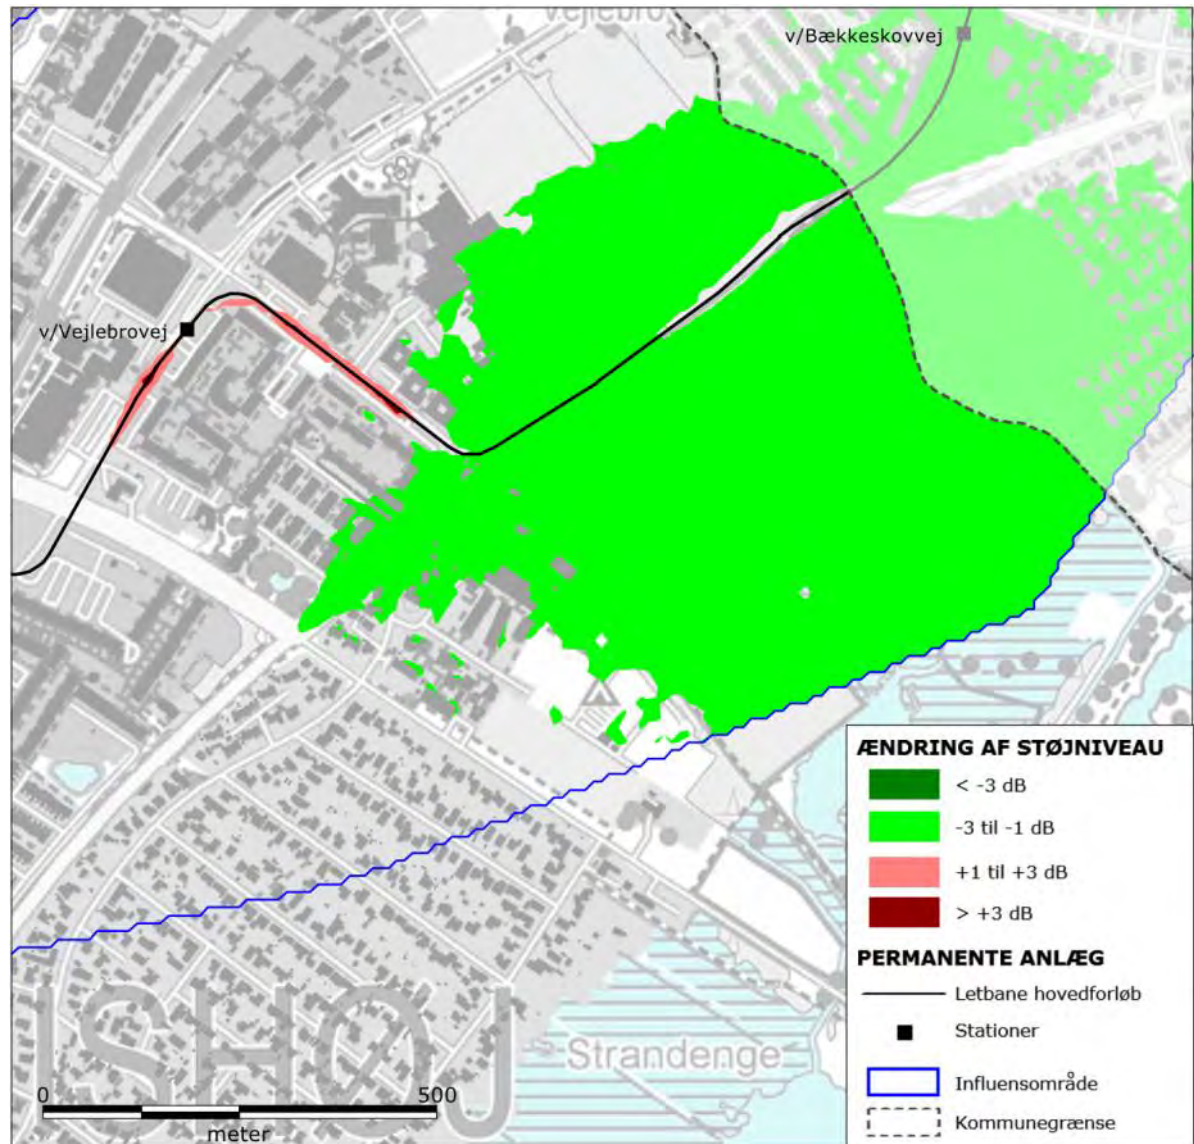 Vejlebro
v/Bækkeskovvej
v/Vejlebrovej
ÆNDRING AF STØJNIVEAU
< -3 dB
-3 til -1 dB
+1 til +3 dB
> +3 dB
PERMANENTE ANLÆG
Letbane hovedforløb
Stationer
Influensområde
Kommunegrænse
Strandenge
ISHØJ
0 500
meter